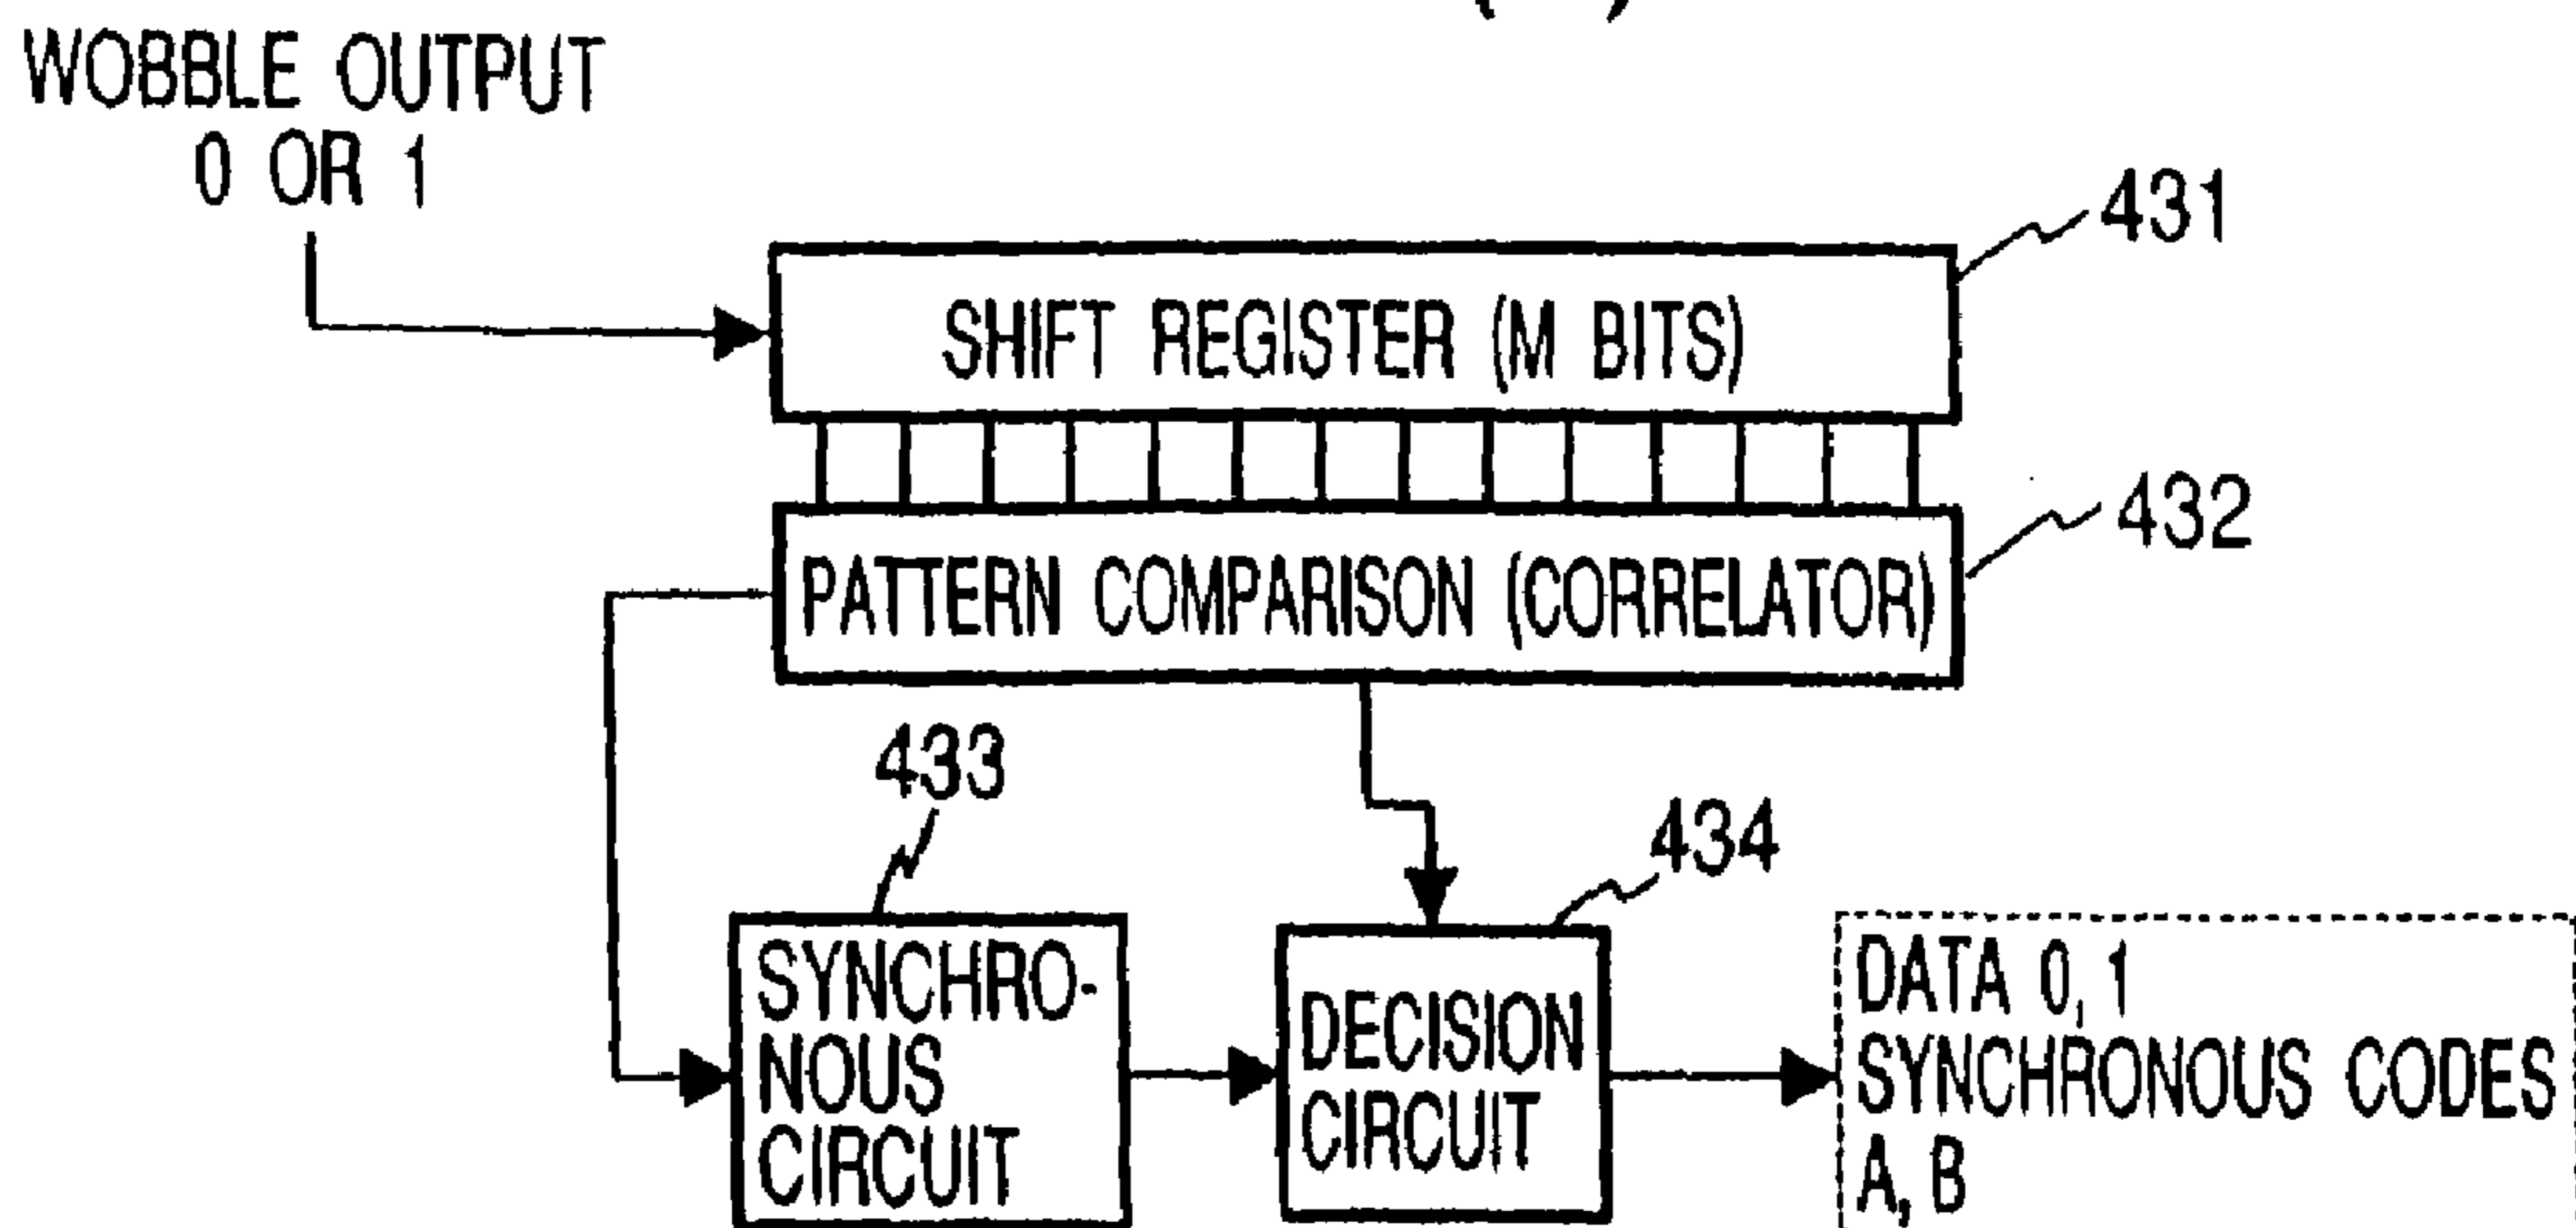 WOBBLE OUTPUT
0 OR 1
431
SHIFT REGISTER (M BITS)
432
PATTERN COMPARISON (CORRELATOR)
433
434
SYNCHRO-
NOUS
CIRCUIT
DECISION
CIRCUIT
DATA 0, 1
SYNCHRONOUS CODES
A, B